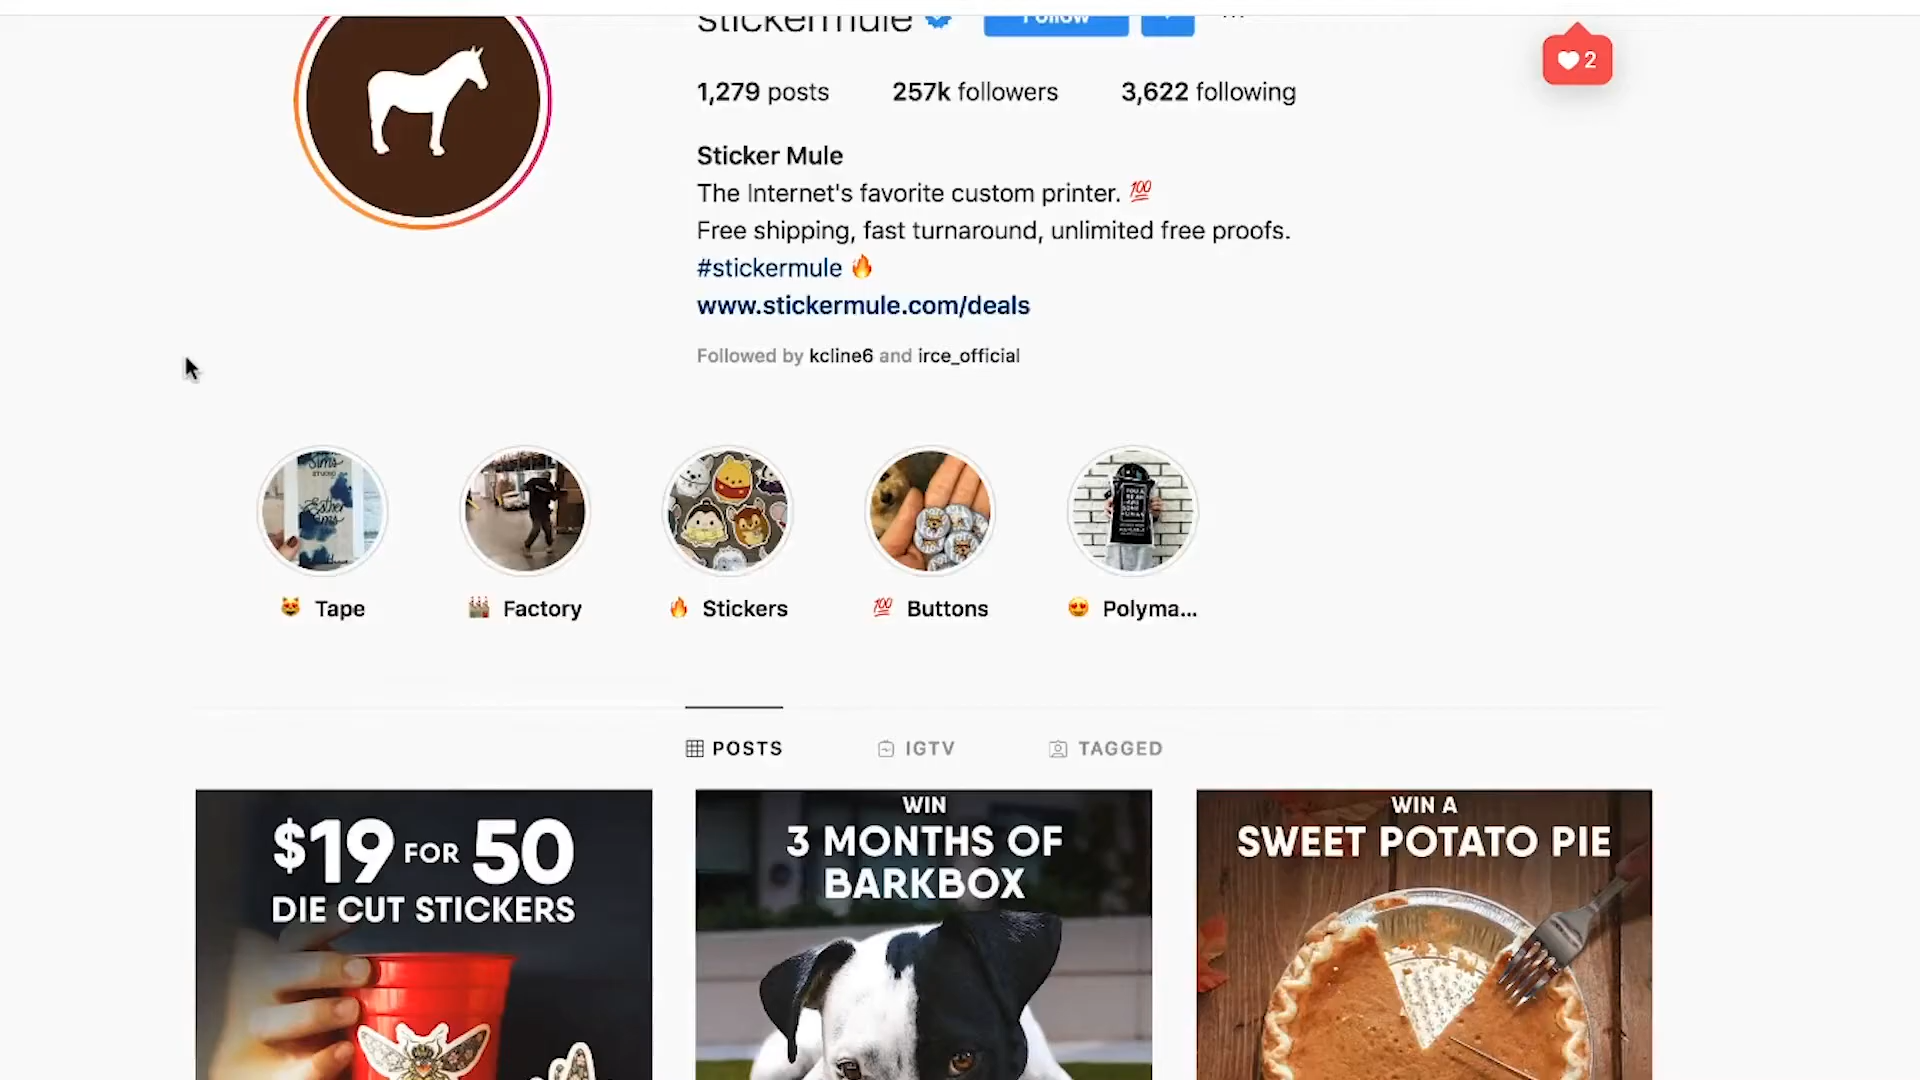 stickermule Follow
2
1,279 posts 257k followers 3,622 following
Sticker Mule
The Internet's favorite custom printer. 💯
Free shipping, fast turnaround, unlimited free proofs.
#stickermule 🔥
www.stickermule.com/deals
Followed by kcline6 and irce_official
Tape Factory Stickers Buttons Polyma...
POSTS IGTV TAGGED
$19 FOR 50
DIE CUT STICKERS
WIN
3 MONTHS OF
BARKBOX
WIN A
SWEET POTATO PIE